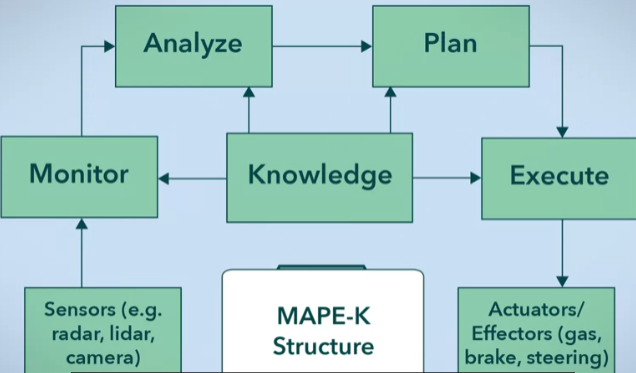 Analyze
Plan
Monitor
Knowledge
Execute
Sensors (e.g.
radar, lidar,
camera)
MAPE-K
Structure
Actuators/
Effectors (gas,
brake, steering)